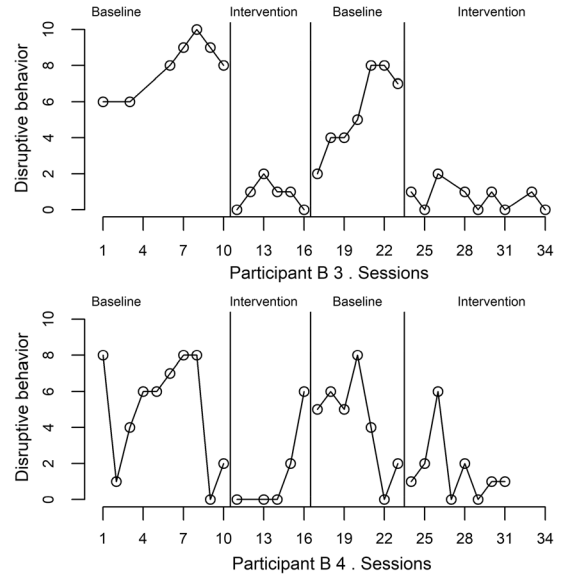 Baseline Intervention Baseline Intervention
Disruptive behavior
10
8
6
4
2
0
1 4 7 10 13 16 19 22 25 28 31 34
Participant B 3 . Sessions
Baseline Intervention Baseline Intervention
Disruptive behavior
10
8
6
4
2
0
1 4 7 10 13 16 19 22 25 28 31 34
Participant B 4 . Sessions